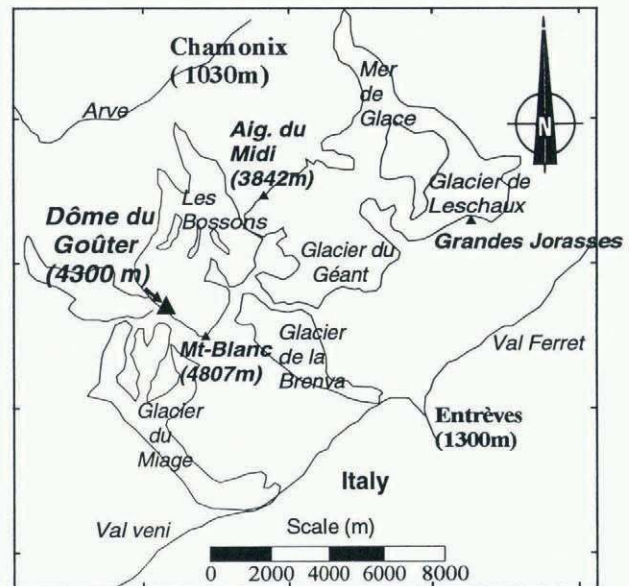 Chamonix
(1030m)
Mer
de
Glace
Arve
Aig. du
Midi
(3842m)
N
Les
Bossons
Glacier de
Leschaux
Grandes Jorasses
Dôme du
Goûter
(4300 m)
Glacier du
Géant
Mt-Blanc
(4807m)
Glacier
de la
Brenva
Val Ferret
Glacier
du
Miage
Entrèves
(1300m)
Italy
Val veni
Scale (m)
0 2000 4000 6000 8000